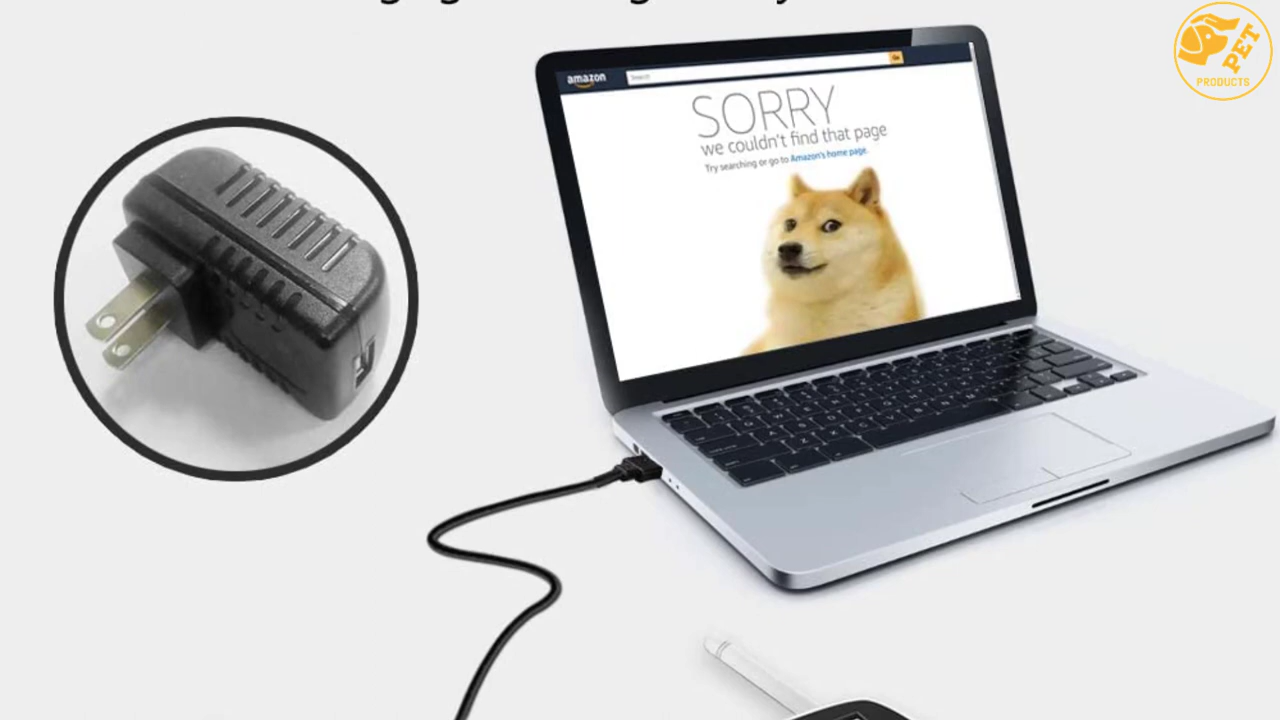 amazon
Search
Go
SORRY
we couldn't find that page
Try searching or go to Amazon's home page.
PET
PRODUCTS